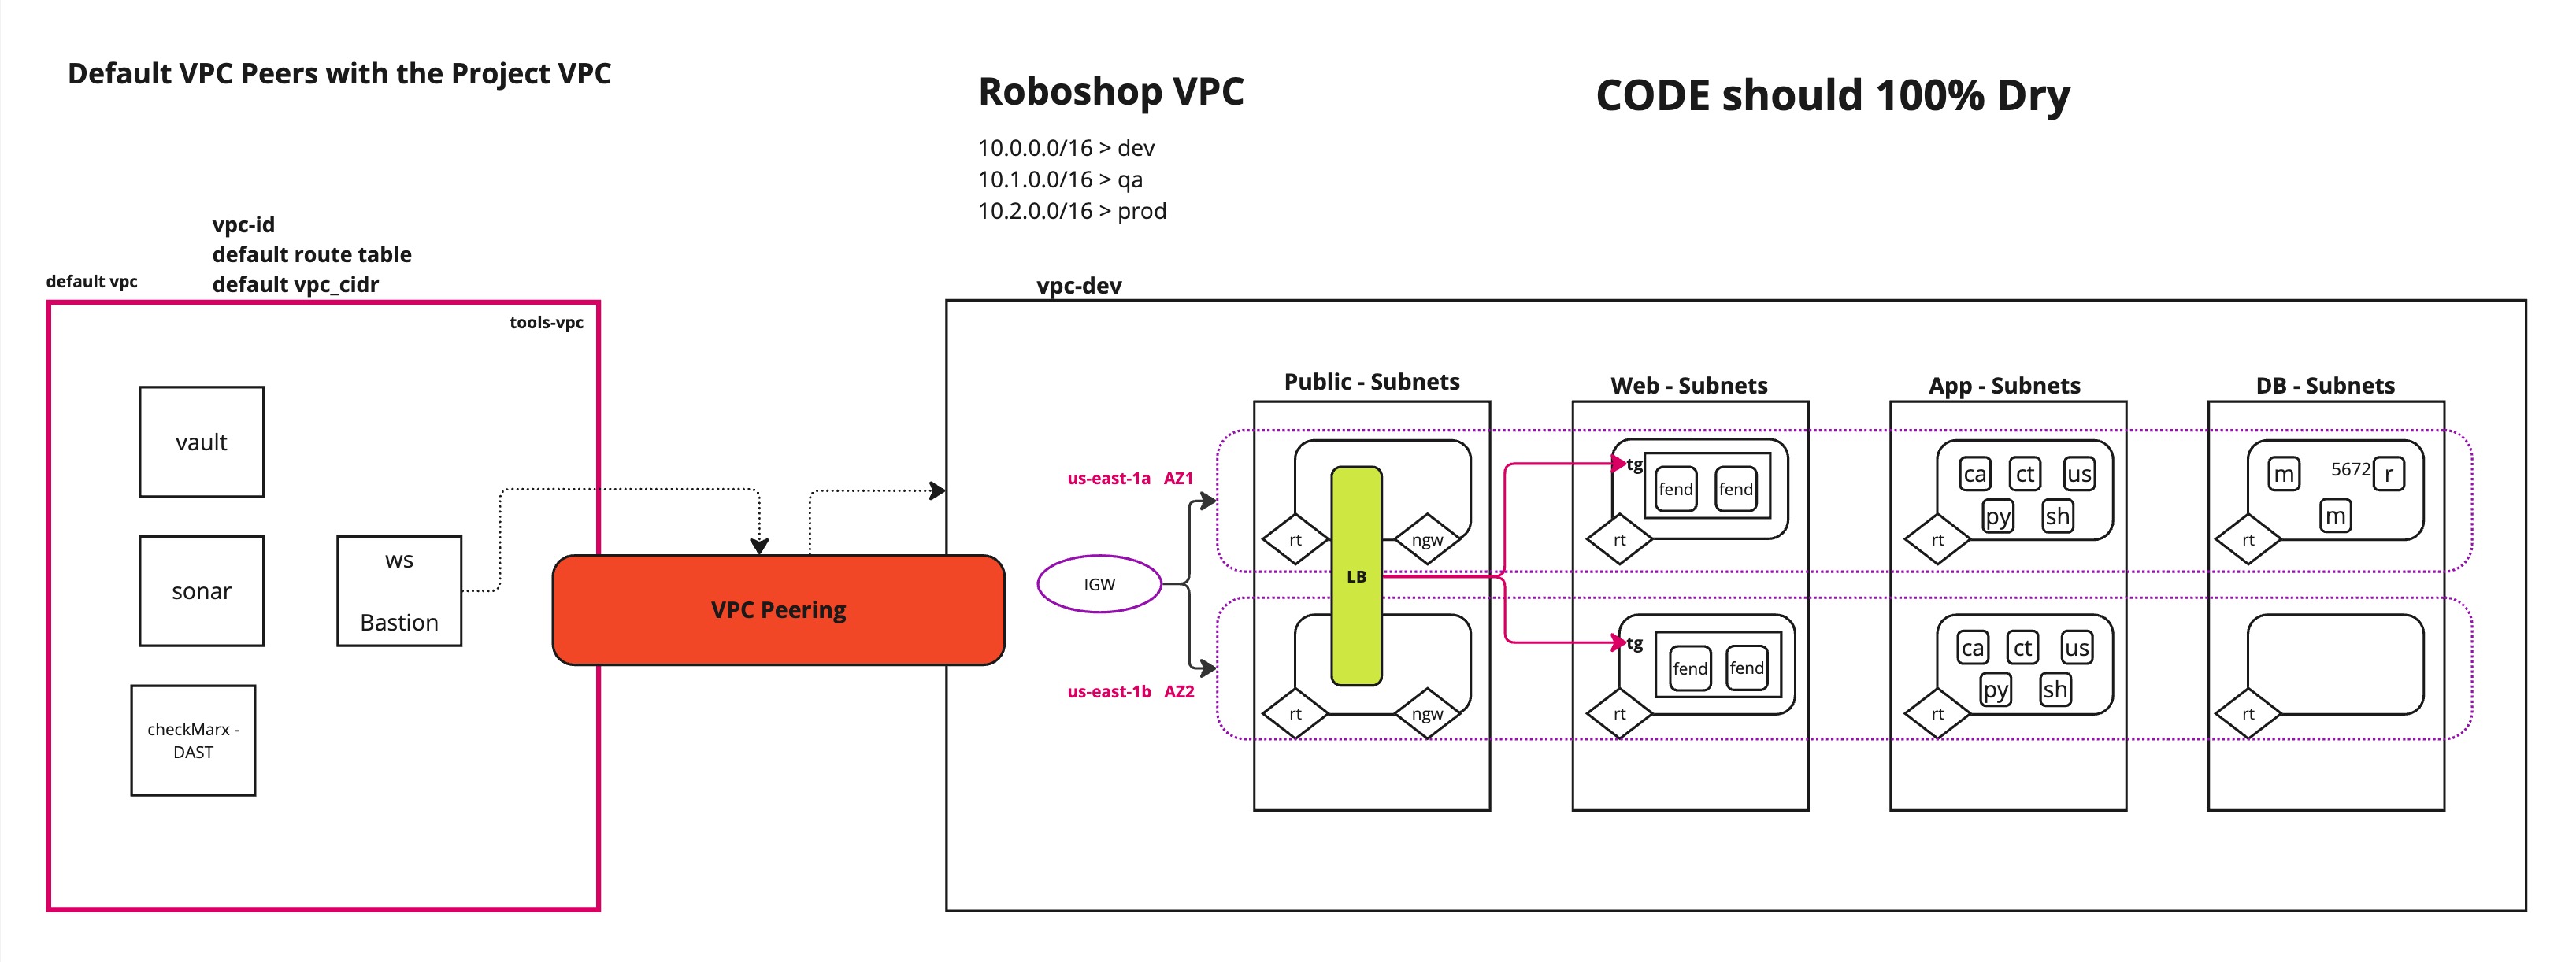 Default VPC Peers with the Project VPC
Roboshop VPC
CODE should 100% Dry
10.0.0.0/16 > dev
10.1.0.0/16 > qa
10.2.0.0/16 > prod
vpc-id
default route table
default vpc_cidr
default vpc
tools-vpc
vault
sonar
ws
Bastion
checkMarx -
DAST
VPC Peering
vpc-dev
Public - Subnets
Web - Subnets
App - Subnets
DB - Subnets
us-east-1a AZ1
IGW
us-east-1b AZ2
LB
rt
ngw
rt
ngw
tg
fend
fend
rt
tg
fend
fend
rt
ca
ct
us
py
sh
rt
ca
ct
us
py
sh
rt
m
5672
r
m
rt
rt